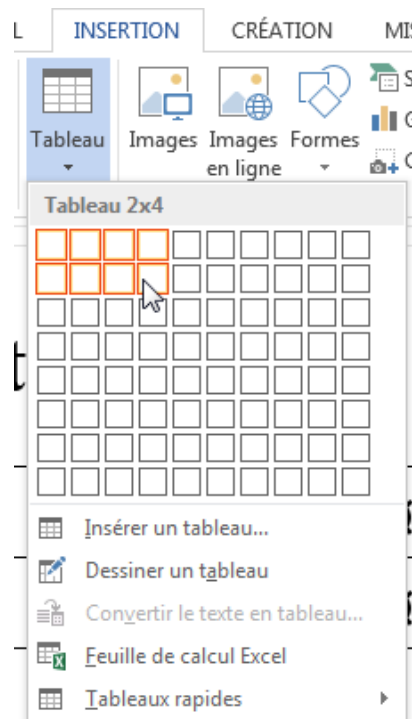 L INSERTION CRÉATION MIS
S
G
Tableau Images Images Formes C
en ligne
Tableau 2x4
t
Insérer un tableau...
Dessiner un tableau
Convertir le texte en tableau...
Feuille de calcul Excel
Tableaux rapides